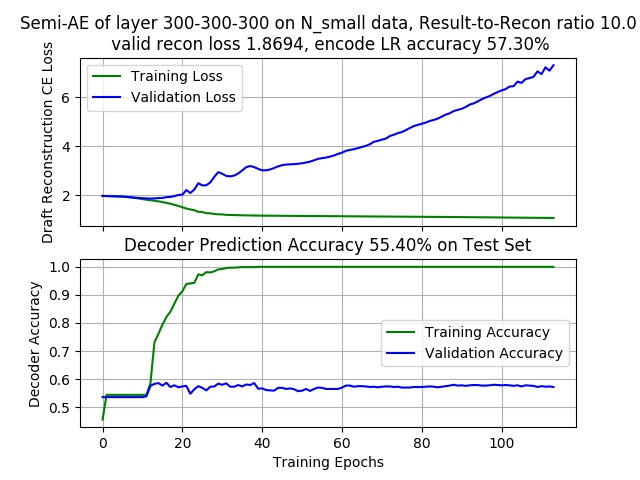 Semi-AE of layer 300-300-300 on N_small data, Result-to-Recon ratio 10.0
valid recon loss 1.8694, encode LR accuracy 57.30%
Draft Reconstruction CE Loss
6
4
2
Training Loss
Validation Loss
Decoder Prediction Accuracy 55.40% on Test Set
Decoder Accuracy
1.0
0.9
0.8
0.7
0.6
0.5
Training Accuracy
Validation Accuracy
0 20 40 60 80 100
Training Epochs